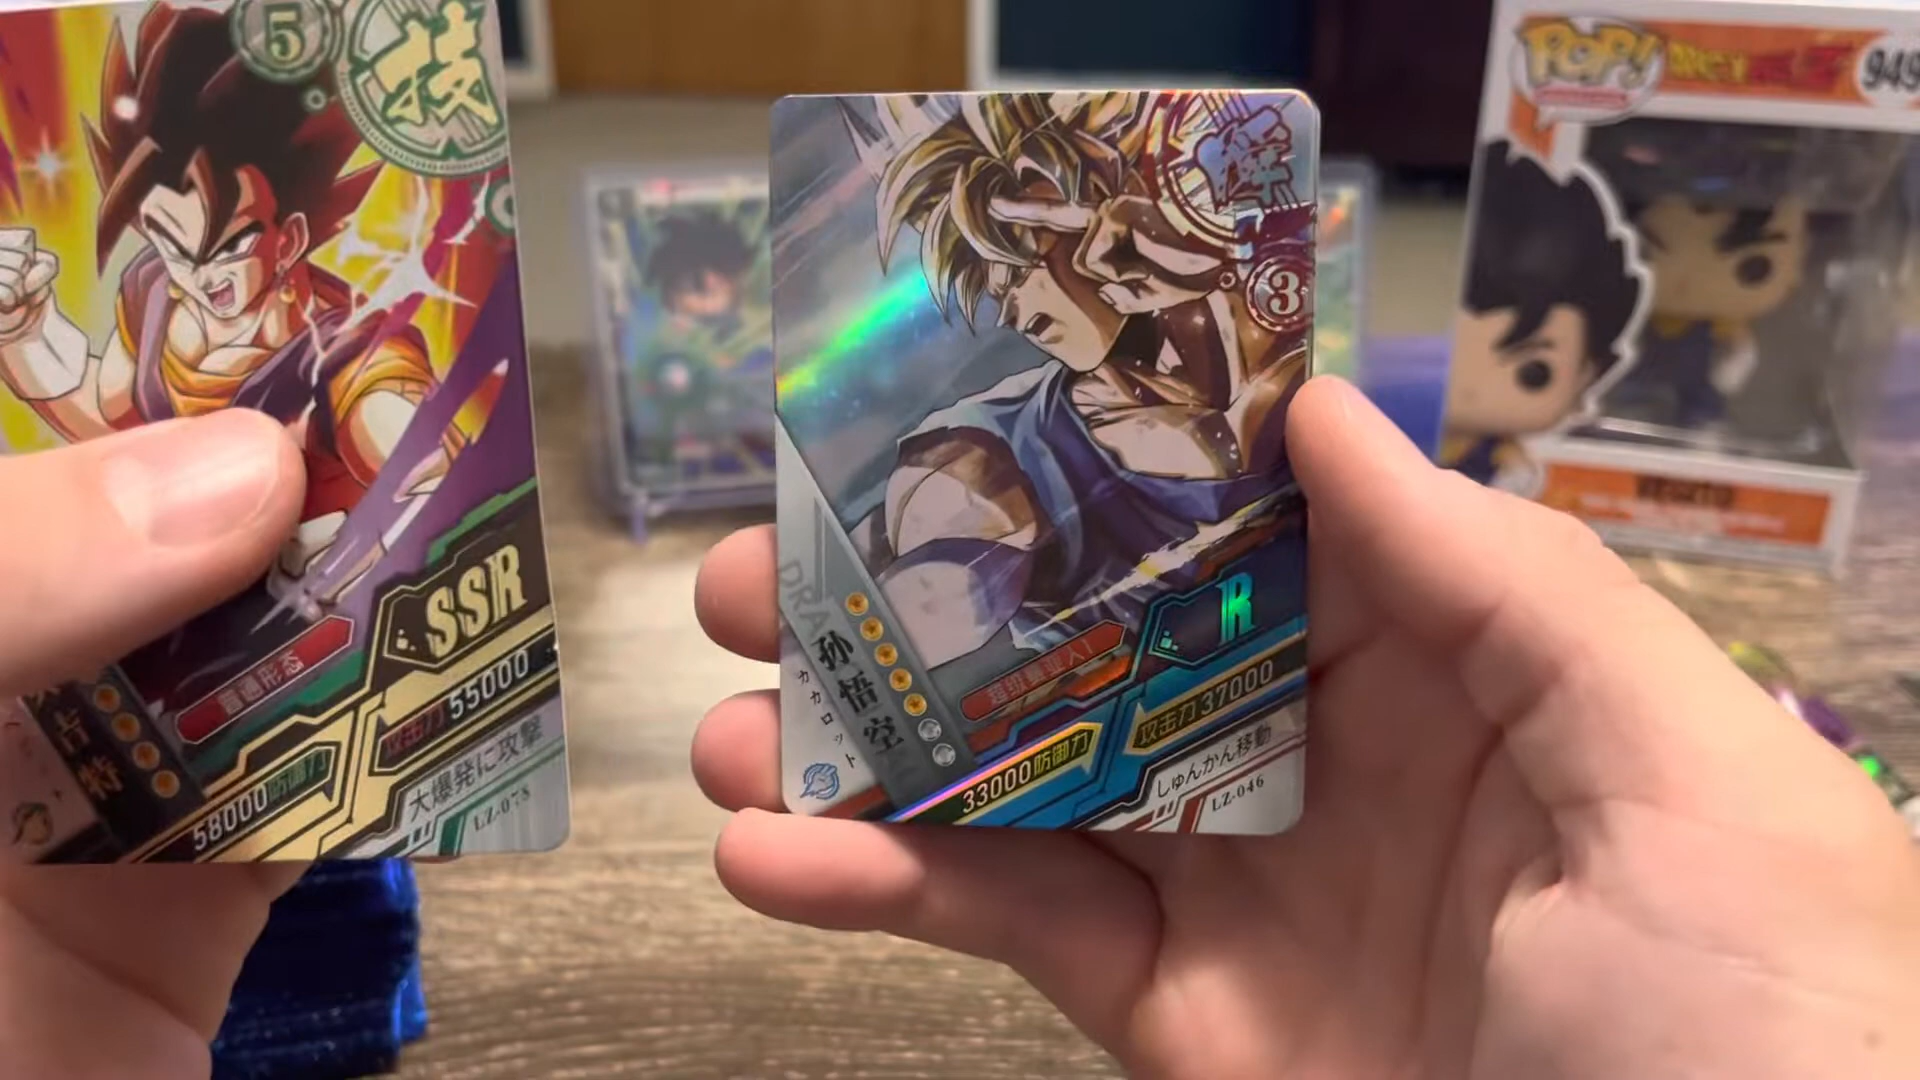 5
技
SSR
普通形态
攻击力 55000
58000 防御力
大爆発に攻撃
LZ-078
3
R
DRA
孙悟空
カカロット
超级赛亚人1
攻击力 37000
33000 防御力
しゅんかん移動
LZ-046
POP!
949